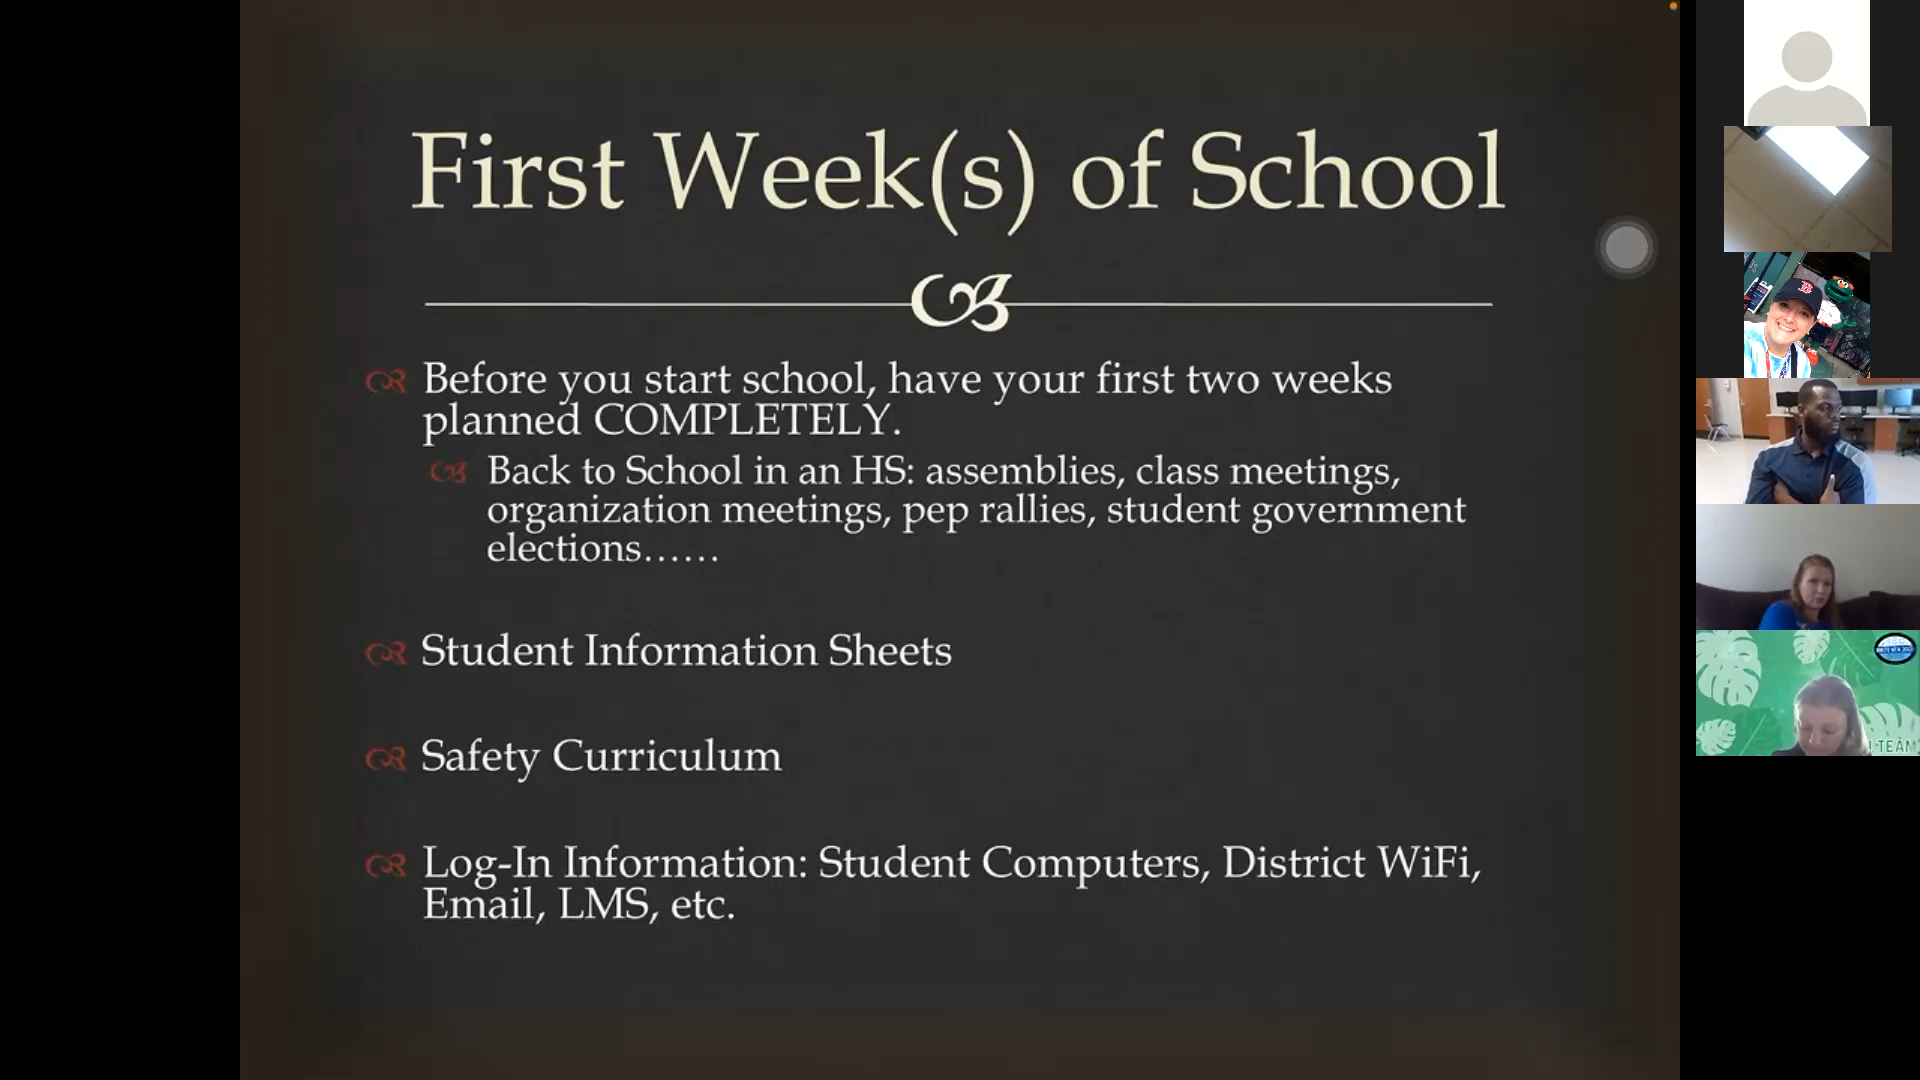 First Week(s) of School
Before you start school, have your first two weeks
planned COMPLETELY.
Back to School in an HS: assemblies, class meetings,
organization meetings, pep rallies, student government
elections......
Student Information Sheets
Safety Curriculum
Log-In Information: Student Computers, District WiFi,
Email, LMS, etc.
B
TEAM